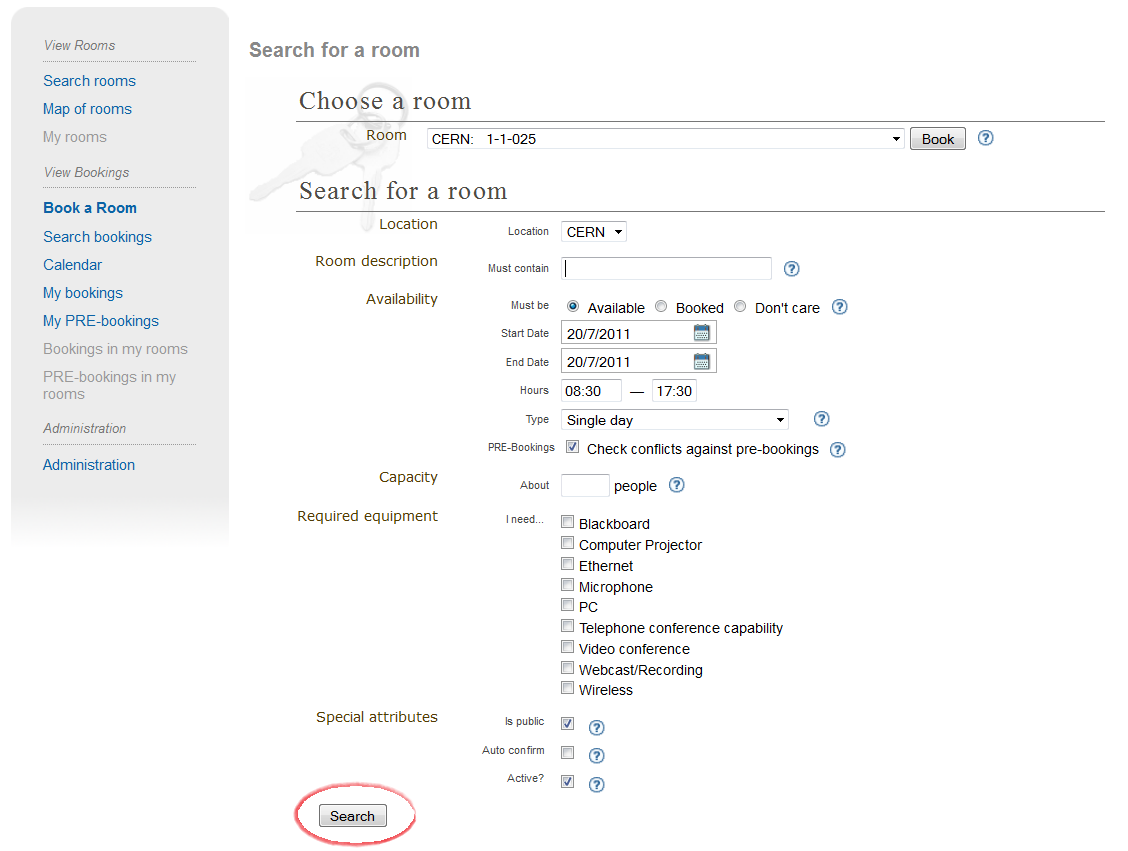 View Rooms
Search rooms
Map of rooms
My rooms
View Bookings
Book a Room
Search bookings
Calendar
My bookings
My PRE-bookings
Bookings in my rooms
PRE-bookings in my
rooms
Administration
Administration
Search for a room
Choose a room
Room CERN: 1-1-025 Book ?
Search for a room
Location Location CERN
Room description Must contain ?
Availability Must be Available Booked Don't care ?
Start Date 20/7/2011
End Date 20/7/2011
Hours 08:30 — 17:30
Type Single day ?
PRE-Bookings Check conflicts against pre-bookings ?
Capacity About people ?
Required equipment I need... Blackboard
Computer Projector
Ethernet
Microphone
PC
Telephone conference capability
Video conference
Webcast/Recording
Wireless
Special attributes Is public ?
Auto confirm ?
Active? ?
Search